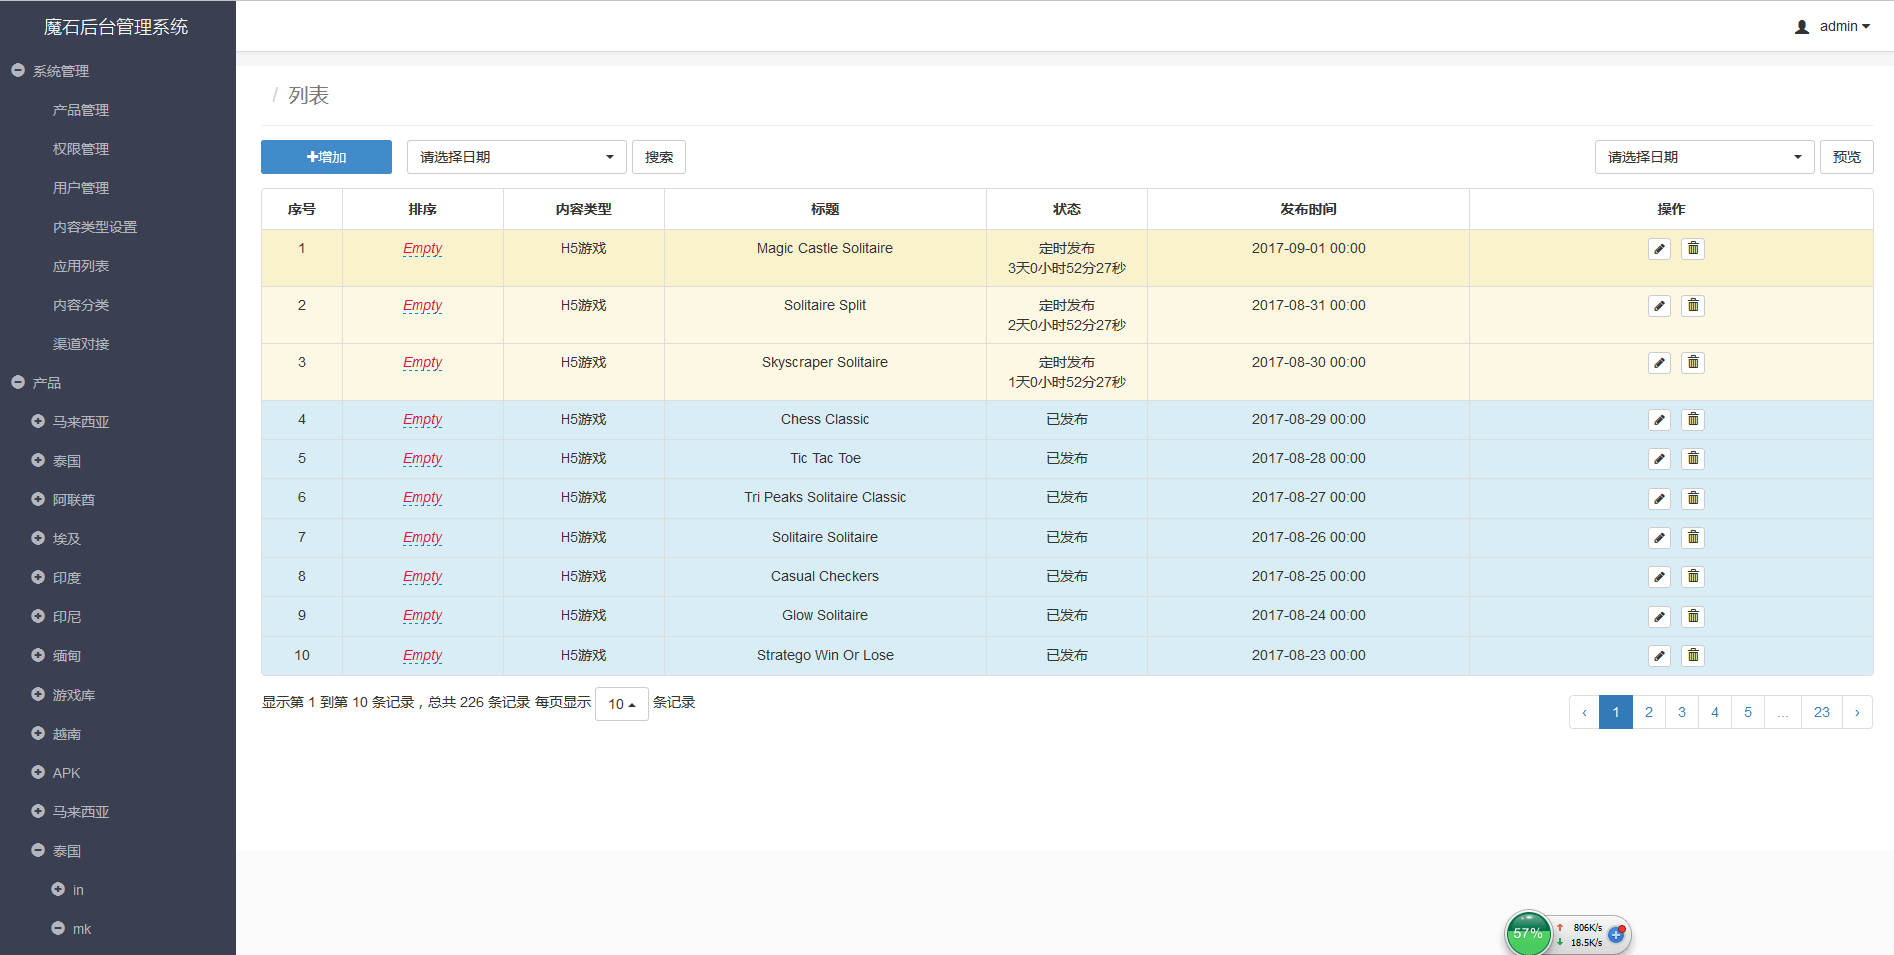 魔石后台管理系统
admin
系统管理
产品管理
权限管理
用户管理
内容类型设置
应用列表
内容分类
渠道对接
产品
马来西亚
泰国
阿联酋
埃及
印度
印尼
缅甸
游戏库
越南
APK
马来西亚
泰国
in
mk
/ 列表
增加 请选择日期 搜索 请选择日期 预览
序号 排序 内容类型 标题 状态 发布时间 操作
1 Empty H5游戏 Magic Castle Solitaire 定时发布 2017-09-01 00:00
3天0小时52分27秒
2 Empty H5游戏 Solitaire Split 定时发布 2017-08-31 00:00
2天0小时52分27秒
3 Empty H5游戏 Skyscraper Solitaire 定时发布 2017-08-30 00:00
1天0小时52分27秒
4 Empty H5游戏 Chess Classic 已发布 2017-08-29 00:00
5 Empty H5游戏 Tic Tac Toe 已发布 2017-08-28 00:00
6 Empty H5游戏 Tri Peaks Solitaire Classic 已发布 2017-08-27 00:00
7 Empty H5游戏 Solitaire Solitaire 已发布 2017-08-26 00:00
8 Empty H5游戏 Casual Checkers 已发布 2017-08-25 00:00
9 Empty H5游戏 Glow Solitaire 已发布 2017-08-24 00:00
10 Empty H5游戏 Stratego Win Or Lose 已发布 2017-08-23 00:00
显示第 1 到第 10 条记录，总共 226 条记录 每页显示 10 条记录
‹ 1 2 3 4 5 ... 23 ›
57% 806K/s
18.5K/s